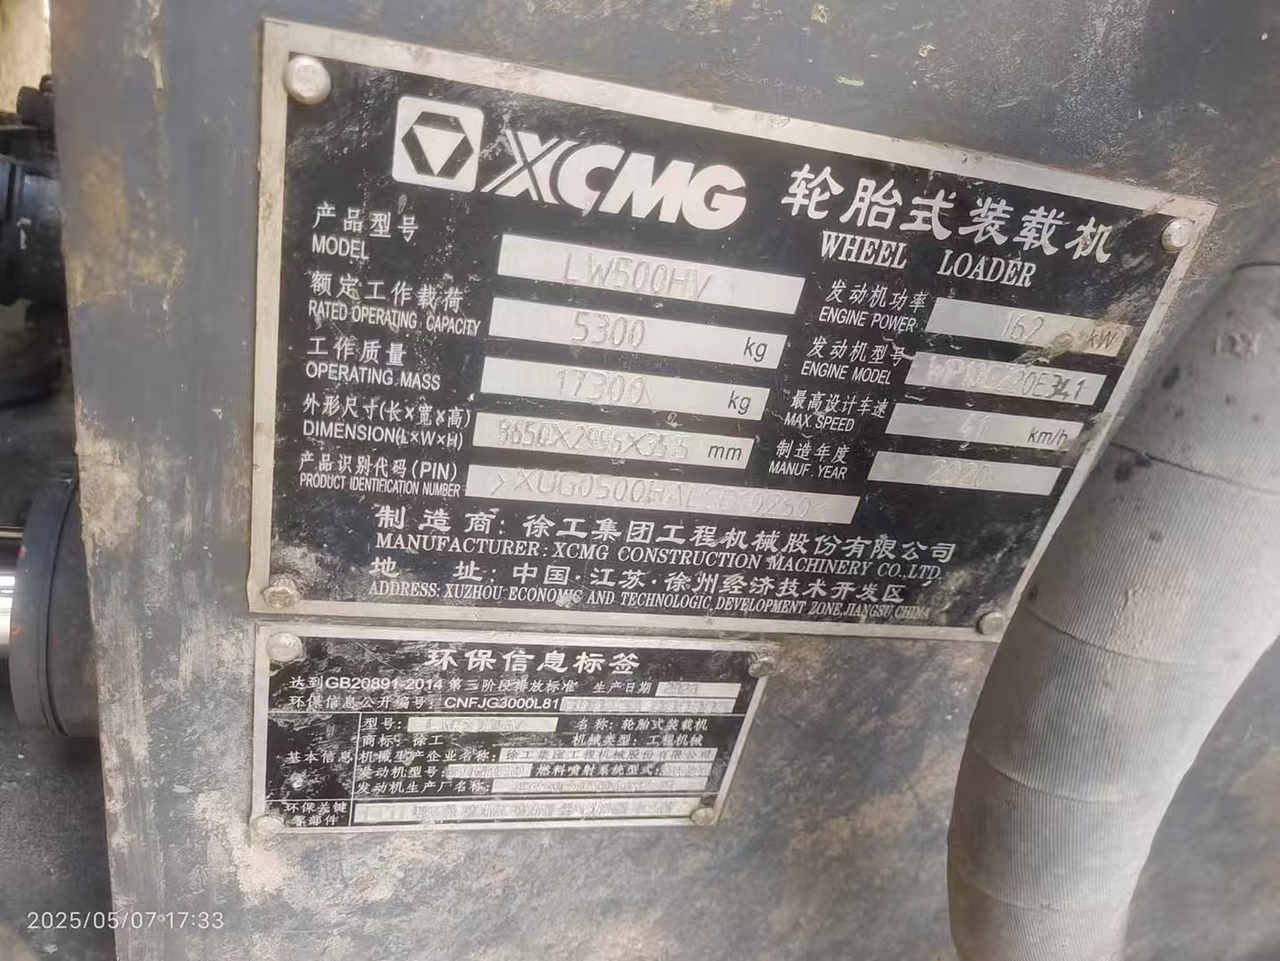 XCMG 轮胎式装载机
WHEEL LOADER
产品型号
MODEL
LW500HV
额定工作载荷
RATED OPERATING CAPACITY
5300 kg
工作质量
OPERATING MASS
17300 kg
外形尺寸(长×宽×高)
DIMENSION(L×W×H)
8650×2996×3515 mm
产品识别代码(PIN)
PRODUCT IDENTIFICATION NUMBER
发动机功率
ENGINE POWER
162 kW
发动机型号
ENGINE MODEL
最高设计车速
MAX. SPEED
km/h
制造年度
MANUF. YEAR
2020
制造商:徐工集团工程机械股份有限公司
MANUFACTURER: XCMG CONSTRUCTION MACHINERY CO.,LTD.
地址:中国·江苏·徐州经济技术开发区
ADDRESS: XUZHOU ECONOMIC AND TECHNOLOGIC DEVELOPMENT ZONE,JIANGSU,CHINA
环保信息标签
达到GB20891-2014 第三阶段排放标准 生产日期
环保信息公开编号: CNFJG3000L81
型号: 名称: 轮胎式装载机
商标: 徐工 机械类型: 工程机械
基本信息 机械生产企业名称: 徐工集团工程机械股份有限公司
发动机型号: 燃料喷射系统型式:
发动机生产厂名称:
环保关键
零部件
2025/05/07 17:33